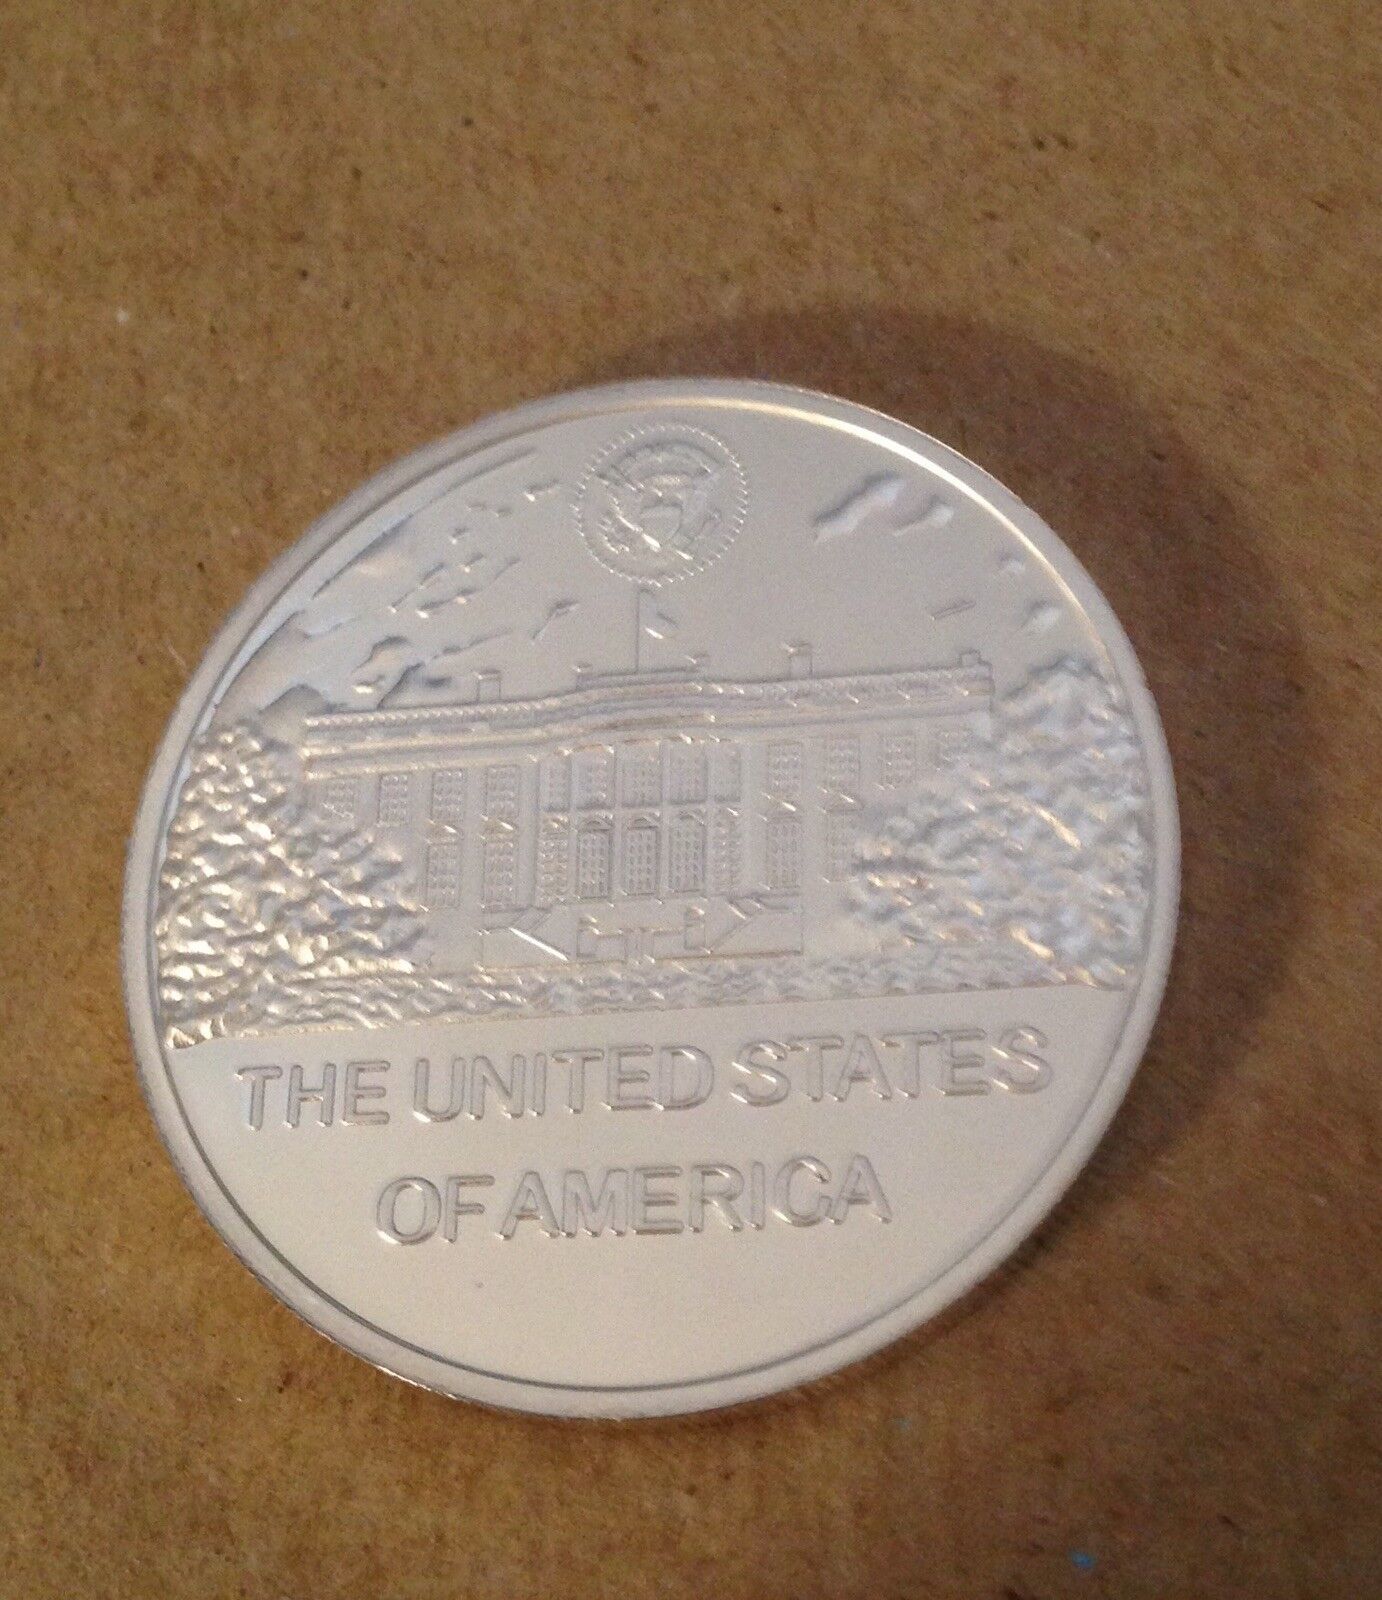 THE UNITED STATES
OF AMERICA